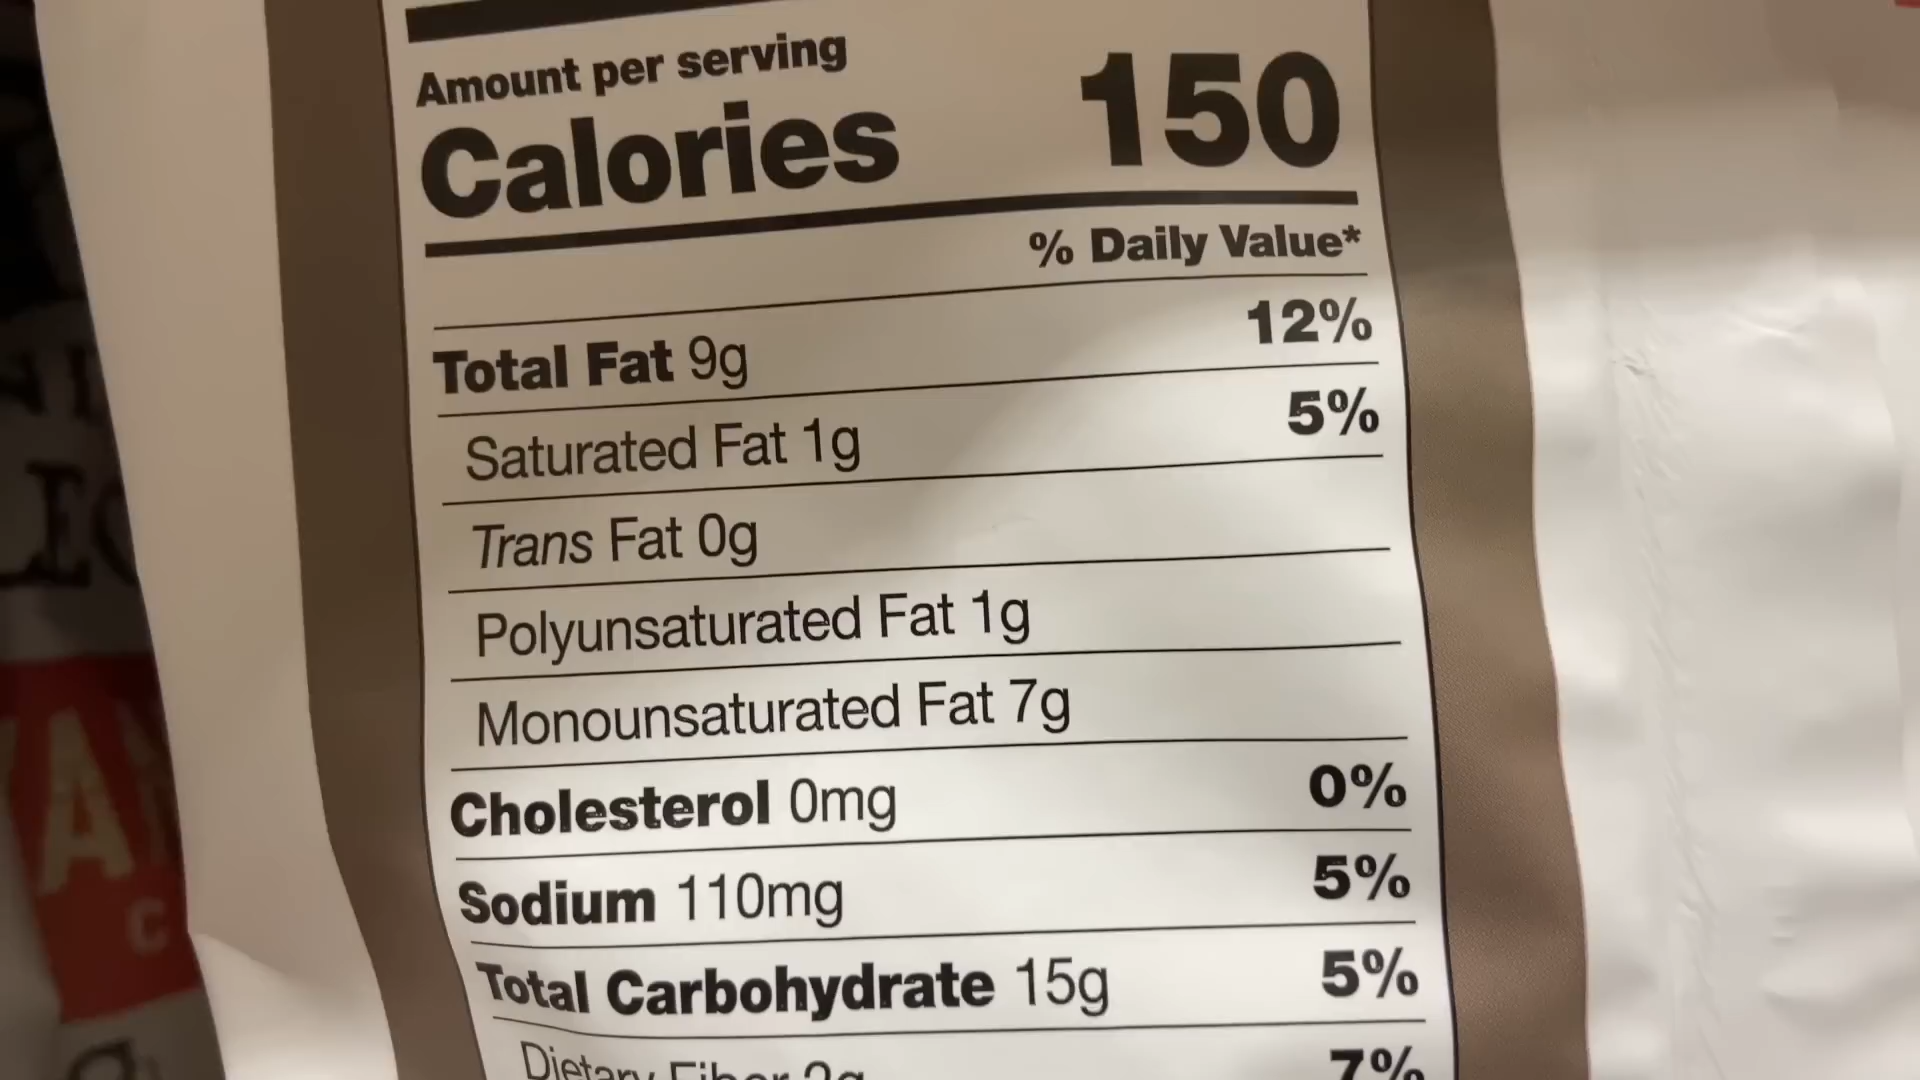 Amount per serving
Calories 150
% Daily Value*
Total Fat 9g 12%
Saturated Fat 1g 5%
Trans Fat 0g
Polyunsaturated Fat 1g
Monounsaturated Fat 7g
Cholesterol 0mg 0%
Sodium 110mg 5%
Total Carbohydrate 15g 5%
Dietary Fiber 2g 7%